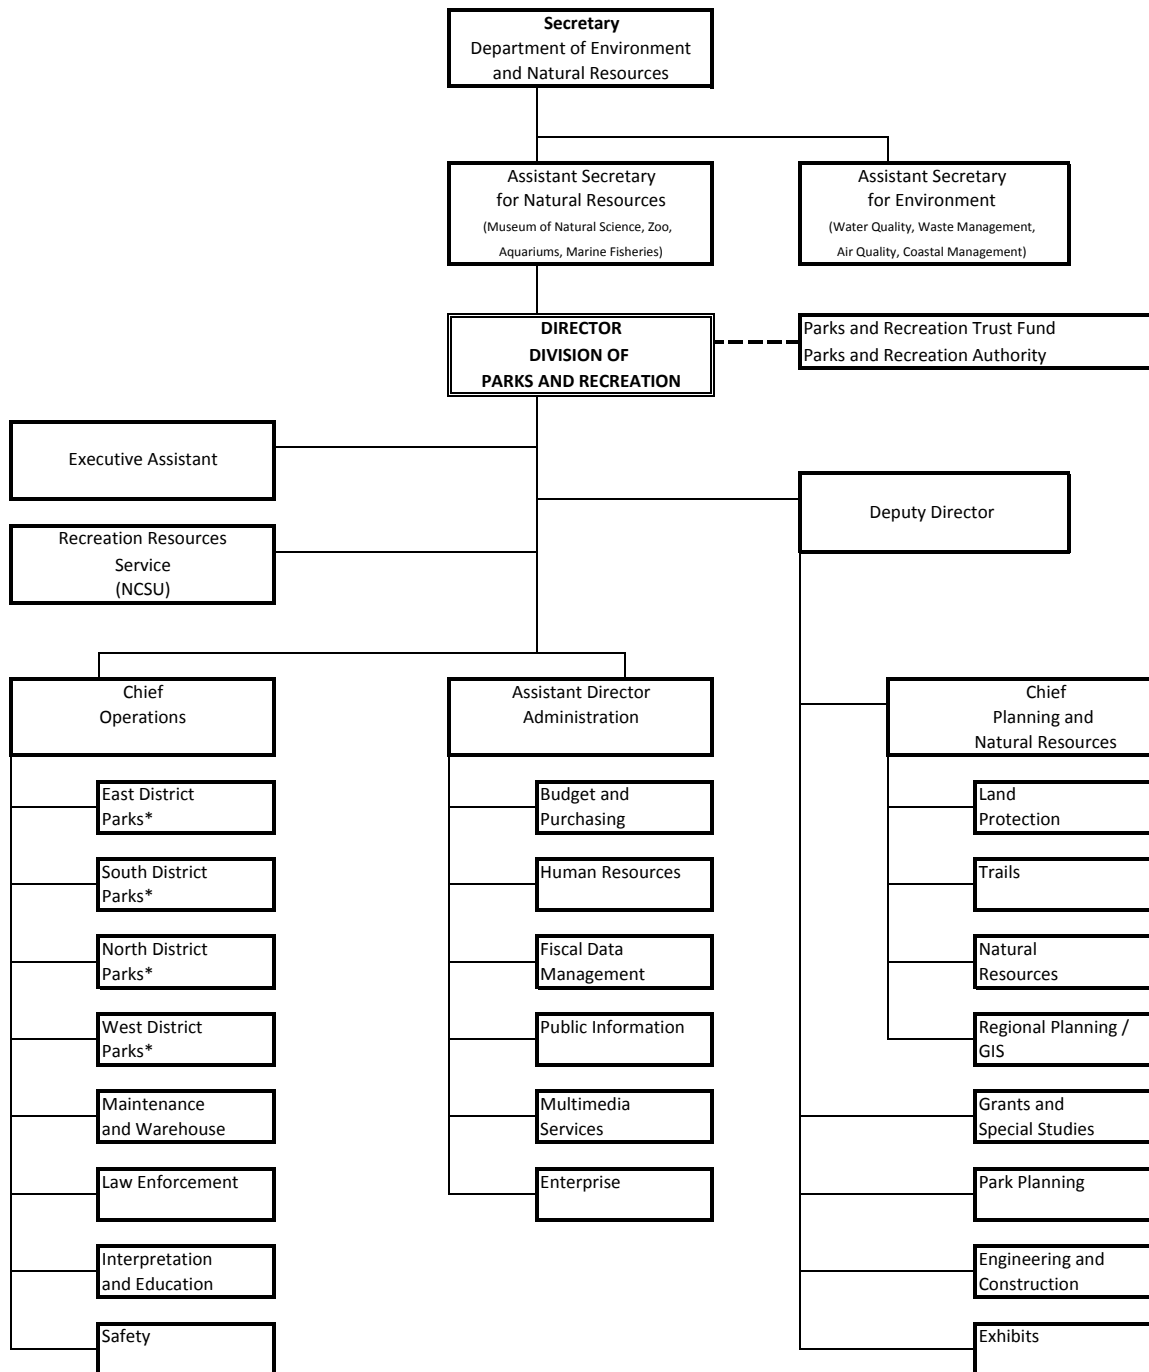 Secretary
Department of Environment
and Natural Resources
Assistant Secretary
for Natural Resources
(Museum of Natural Science, Zoo,
Aquariums, Marine Fisheries)
Assistant Secretary
for Environment
(Water Quality, Waste Management,
Air Quality, Coastal Management)
DIRECTOR
DIVISION OF
PARKS AND RECREATION
Parks and Recreation Trust Fund
Parks and Recreation Authority
Executive Assistant
Deputy Director
Recreation Resources
Service
(NCSU)
Chief
Operations
East District
Parks*
South District
Parks*
North District
Parks*
West District
Parks*
Maintenance
and Warehouse
Law Enforcement
Interpretation
and Education
Safety
Assistant Director
Administration
Budget and
Purchasing
Human Resources
Fiscal Data
Management
Public Information
Multimedia
Services
Enterprise
Chief
Planning and
Natural Resources
Land
Protection
Trails
Natural
Resources
Regional Planning /
GIS
Grants and
Special Studies
Park Planning
Engineering and
Construction
Exhibits